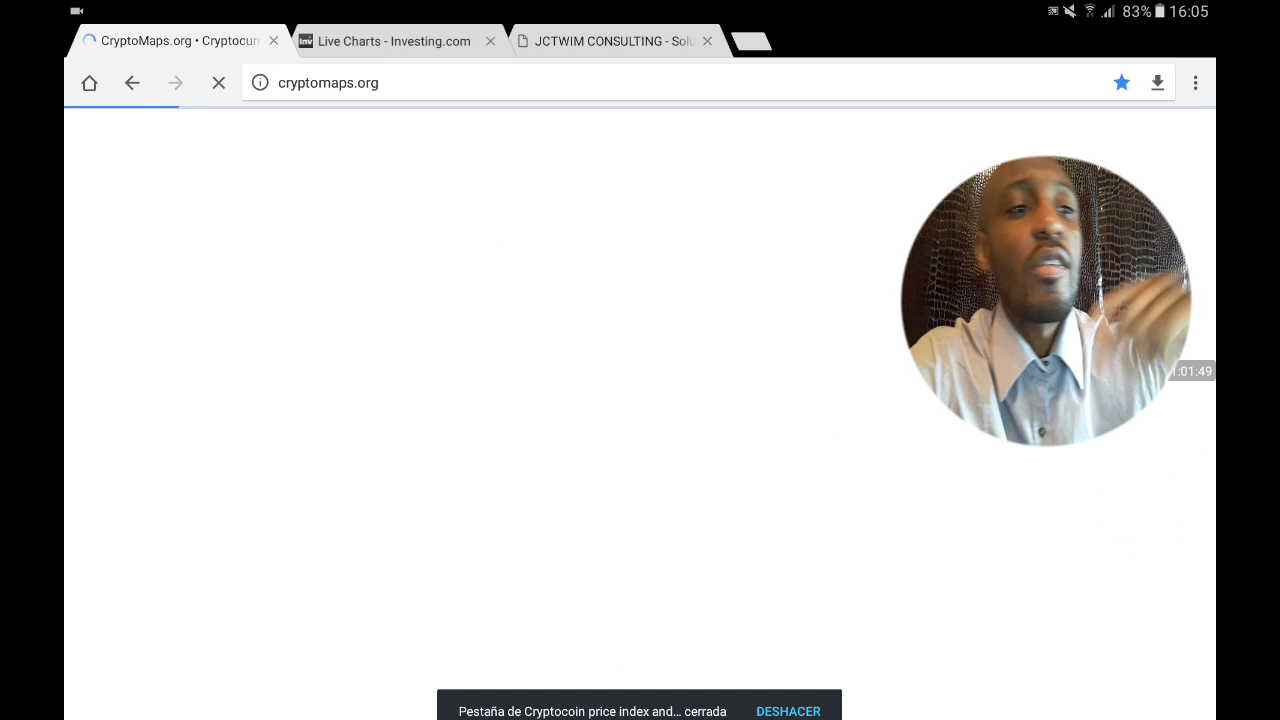 83% 16:05
CryptoMaps.org • Cryptocurr
Inv Live Charts - Investing.com
JCTWIM CONSULTING - Solu
cryptomaps.org
:01:49
Pestaña de Cryptocoin price index and... cerrada DESHACER